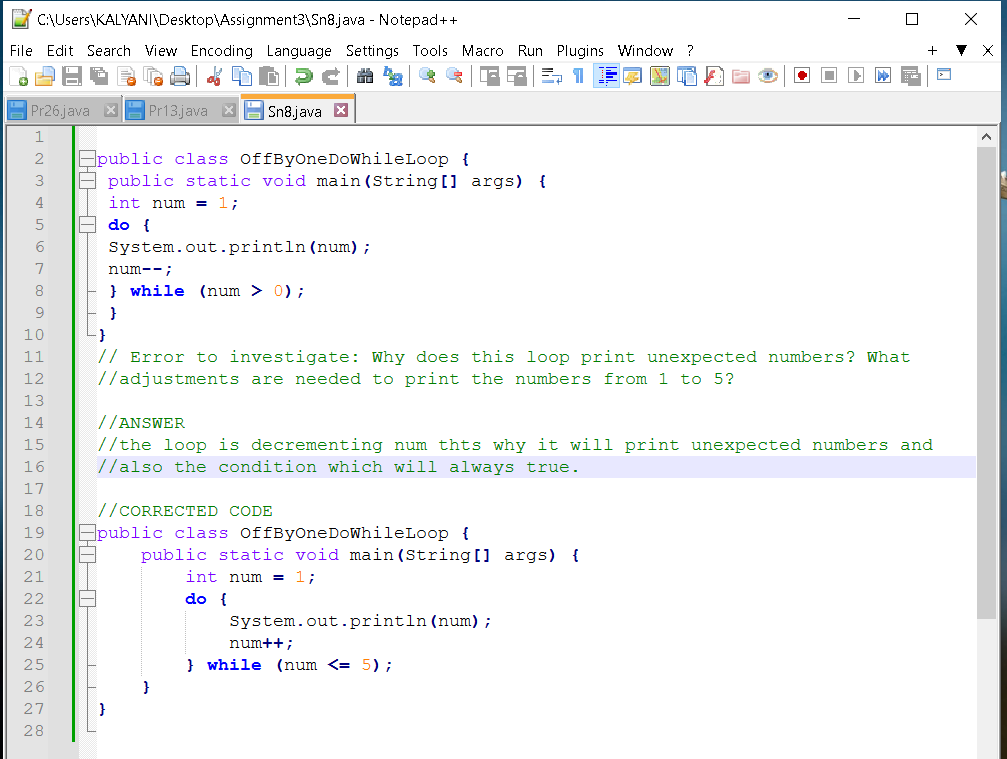 C:\Users\KALYANI\Desktop\Assignment3\Sn8.java - Notepad++
File Edit Search View Encoding Language Settings Tools Macro Run Plugins Window ? + ▼ X
Pr26.java Pr13.java Sn8.java
1
2 public class OffByOneDoWhileLoop {
3 public static void main(String[] args) {
4 int num = 1;
5 do {
6 System.out.println(num);
7 num--;
8 } while (num > 0);
9 }
10 }
11 // Error to investigate: Why does this loop print unexpected numbers? What
12 //adjustments are needed to print the numbers from 1 to 5?
13
14 //ANSWER
15 //the loop is decrementing num thts why it will print unexpected numbers and
16 //also the condition which will always true.
17
18 //CORRECTED CODE
19 public class OffByOneDoWhileLoop {
20 public static void main(String[] args) {
21 int num = 1;
22 do {
23 System.out.println(num);
24 num++;
25 } while (num <= 5);
26 }
27 }
28